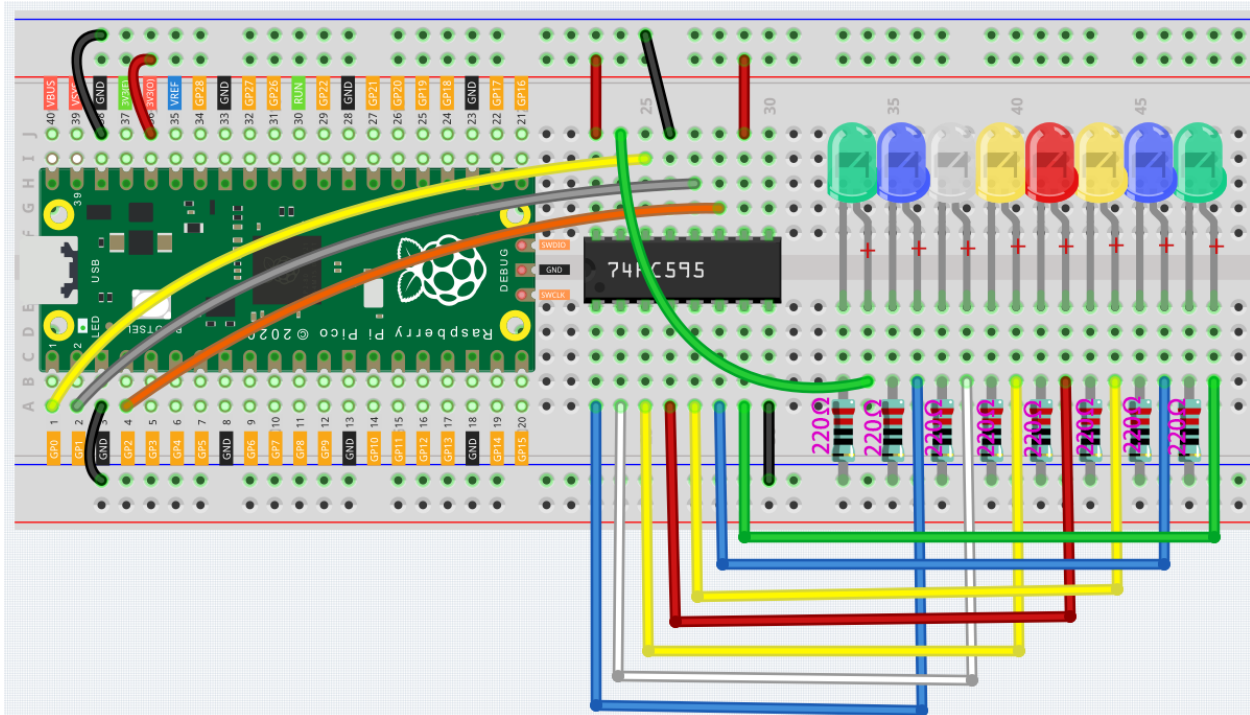 VBUS VSY GND 3V3(E) 3V3(O) VREF GP28 GND GP27 GP26 RUN GP22 GND GP21 GP20 GP19 GP18 GND GP17 GP16
40 39 38 37 36 35 34 33 32 31 30 29 28 27 26 25 24 23 22 21
25 30 35 40 45
J
I
H
G
F
39
USB
DEBUG
SWDIO
GND
SWCLK
74HC595
LED
Raspberry Pi Pico © 2020
1 2
E
D
C
B
A
220Ω 220Ω 220Ω 220Ω 220Ω 220Ω 220Ω 220Ω
1 2 3 4 5 6 7 8 9 10 11 12 13 14 15 16 17 18 19 20
GP0 GP1 GND GP2 GP3 GP4 GP5 GND GP6 GP7 GP8 GP9 GND GP10 GP11 GP12 GP13 GND GP14 GP15